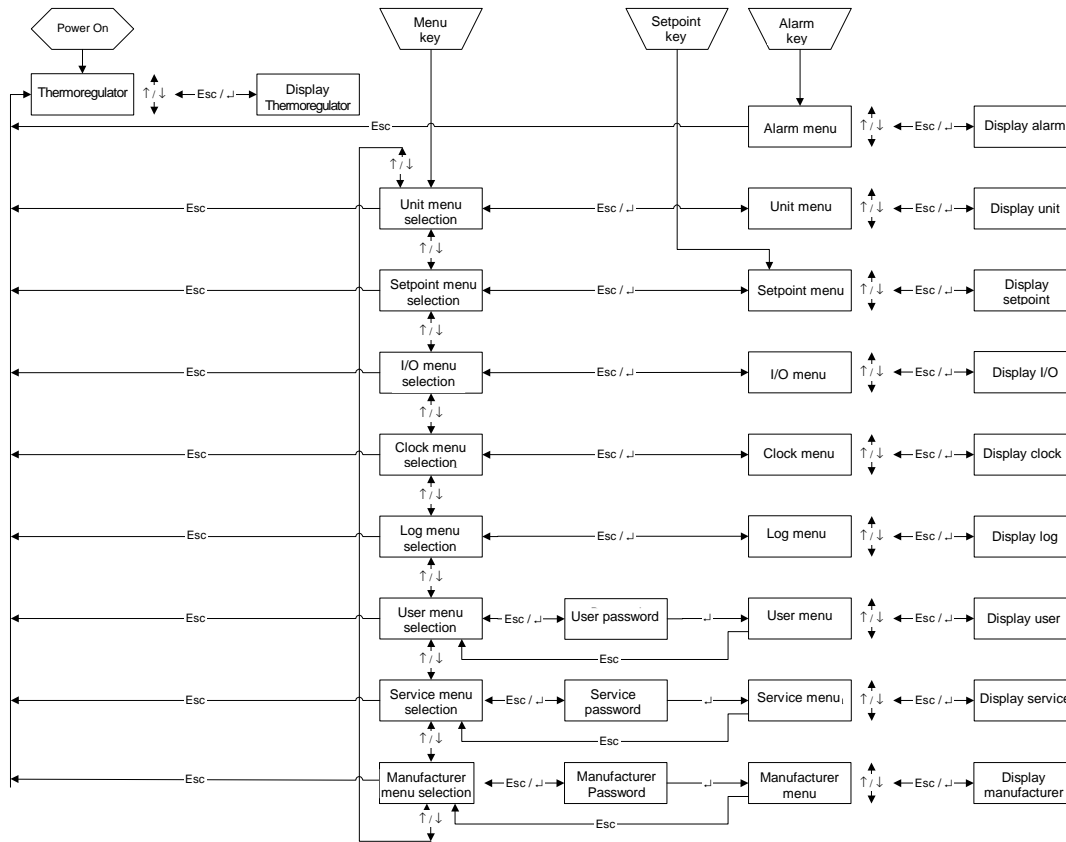 Power On
Menu
key
Setpoint
key
Alarm
key
Thermoregulator
↑/↓
Esc / ↵
Display
Thermoregulator
Esc
Alarm menu
↑/↓
Esc / ↵
Display alarm
↑/↓
Esc
Unit menu
selection
Esc / ↵
Unit menu
↑/↓
Esc / ↵
Display unit
↑/↓
Esc
Setpoint menu
selection
Esc / ↵
Setpoint menu
↑/↓
Esc / ↵
Display
setpoint
↑/↓
Esc
I/O menu
selection
Esc / ↵
I/O menu
↑/↓
Esc / ↵
Display I/O
↑/↓
Esc
Clock menu
selection
Esc / ↵
Clock menu
↑/↓
Esc / ↵
Display clock
↑/↓
Esc
Log menu
selection
Esc / ↵
Log menu
↑/↓
Esc / ↵
Display log
↑/↓
Esc
User menu
selection
Esc / ↵
User password
↵
User menu
↑/↓
Esc / ↵
Display user
Esc
↑/↓
Esc
Service menu
selection
Esc / ↵
Service
password
↵
Service menu
↑/↓
Esc / ↵
Display service
Esc
↑/↓
Esc
Manufacturer
menu selection
Esc / ↵
Manufacturer
Password
↵
Manufacturer
menu
↑/↓
Esc / ↵
Display
manufacturer
Esc
↑/↓